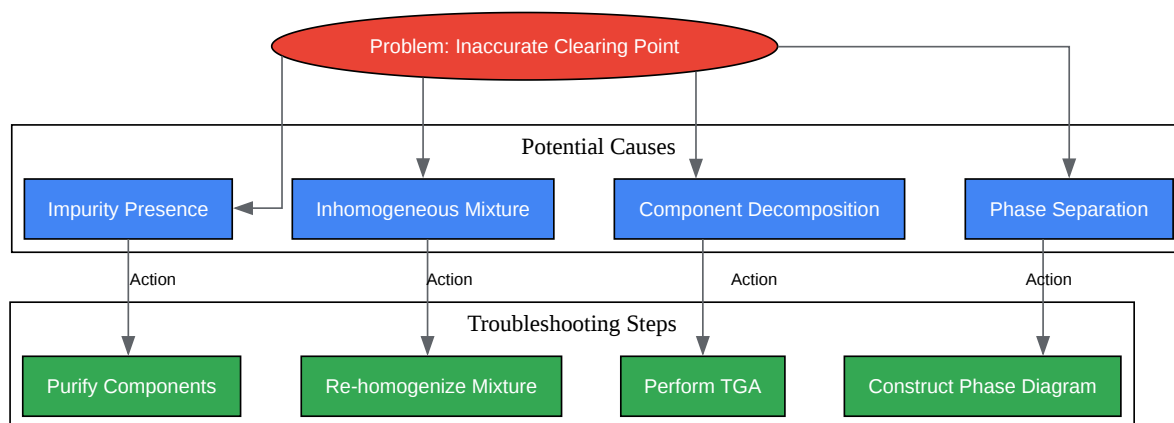 Problem: Inaccurate Clearing Point
Potential Causes
Impurity Presence
Inhomogeneous Mixture
Component Decomposition
Phase Separation
Action
Action
Action
Action
Troubleshooting Steps
Purify Components
Re-homogenize Mixture
Perform TGA
Construct Phase Diagram